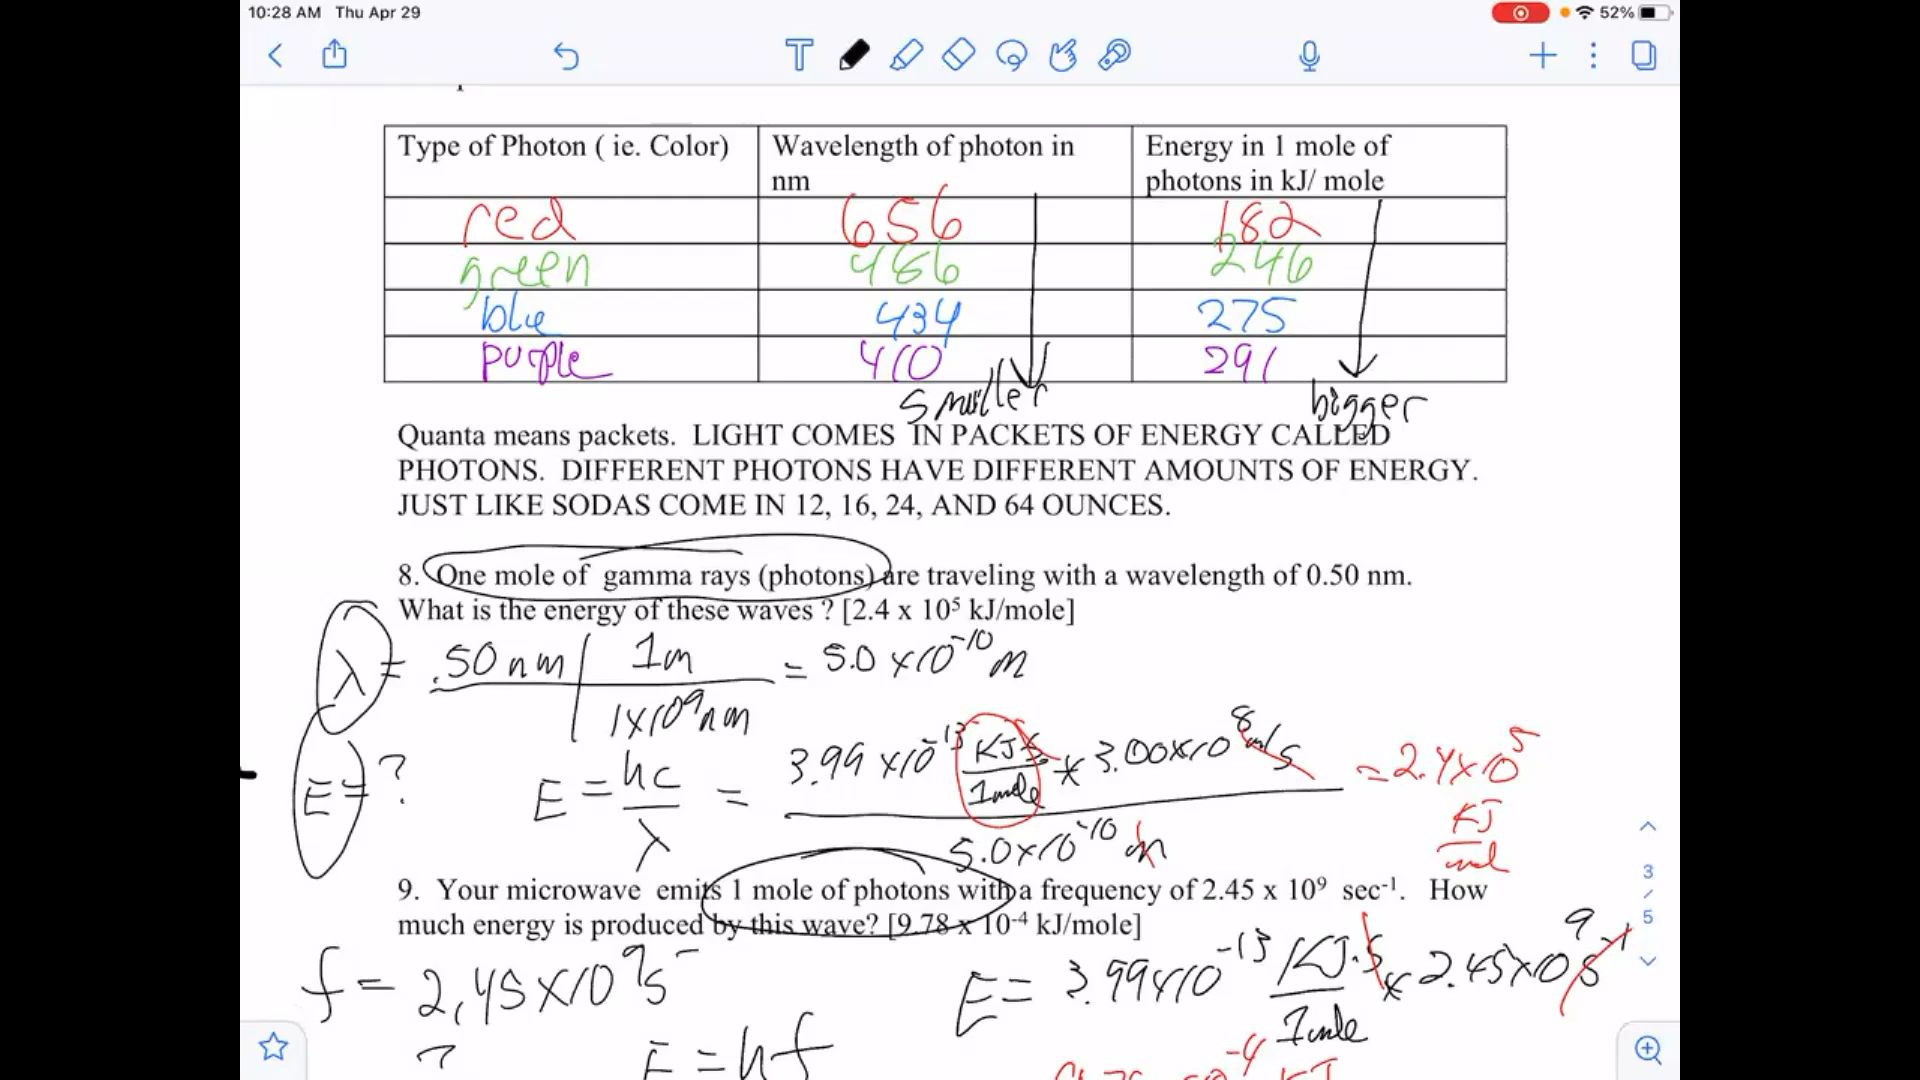 10:28 AM Thu Apr 29
52%
Type of Photon ( ie. Color)
Wavelength of photon in
nm
Energy in 1 mole of
photons in kJ/ mole
red 656 182
green 486 246
blue 434 275
purple 410 291
smaller
bigger
Quanta means packets. LIGHT COMES IN PACKETS OF ENERGY CALLED
PHOTONS. DIFFERENT PHOTONS HAVE DIFFERENT AMOUNTS OF ENERGY.
JUST LIKE SODAS COME IN 12, 16, 24, AND 64 OUNCES.
8. One mole of gamma rays (photons) are traveling with a wavelength of 0.50 nm.
What is the energy of these waves ? [2.4 x 10⁵ kJ/mole]
λ = .50 nm | 1m = 5.0 x10⁻¹⁰ m
1x10⁹ nm
E = ? E = hc/λ = 3.99 x10⁻¹³ KJ·s/1mole x 3.00x10⁸ m/s = 2.4x10⁵ KJ/mol
5.0x10⁻¹⁰ m
9. Your microwave emits 1 mole of photons with a frequency of 2.45 x 10⁹ sec⁻¹. How
much energy is produced by this wave? [9.78 x 10⁻⁴ kJ/mole]
f = 2.45x10⁹ s⁻
E = 3.99x10⁻¹³ KJ·s/1mole x 2.45x10⁹ s⁻¹
?
E = hf
3
/
5